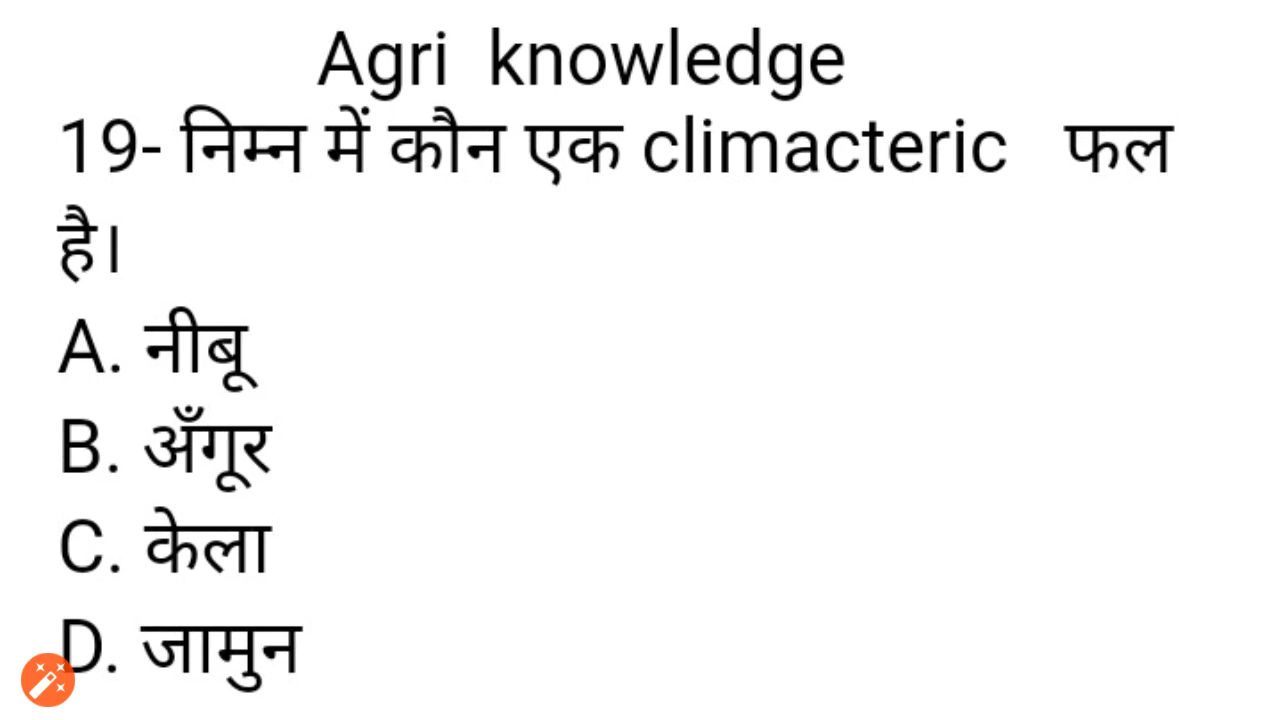 Agri knowledge
19- निम्न में कौन एक climacteric फल
है।
A. नीबू
B. अँगूर
C. केला
D. जामुन